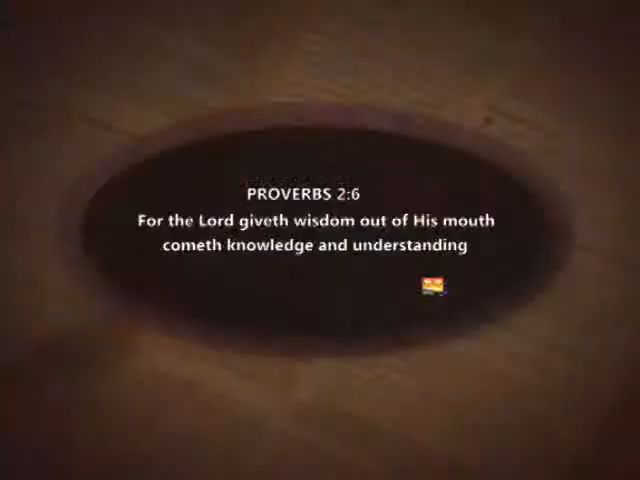 PROVERBS 2:6
For the Lord giveth wisdom out of His mouth
cometh knowledge and understanding